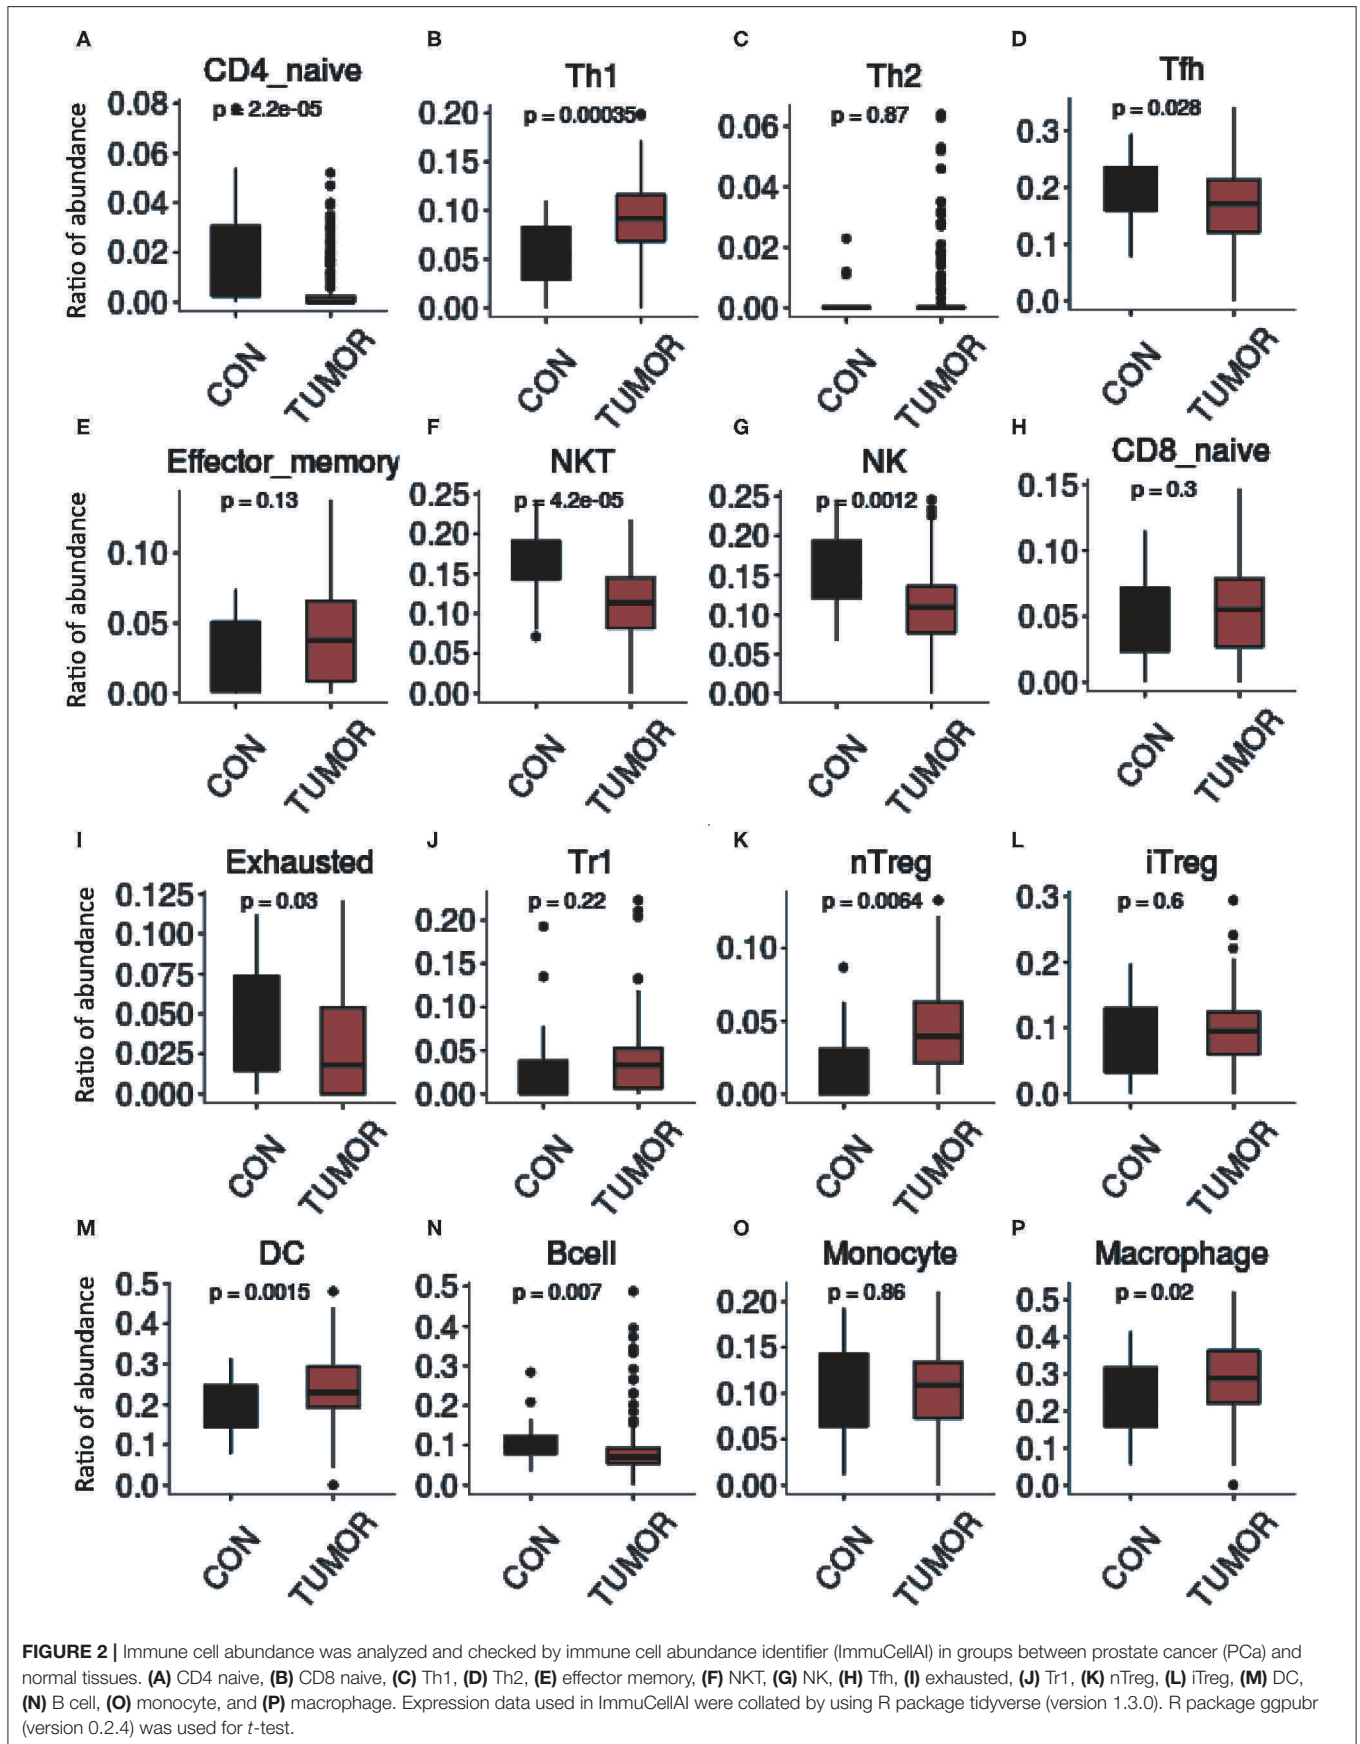 A
CD4_naive
p = 2.2e-05
Ratio of abundance
0.08
0.06
0.04
0.02
0.00
CON
TUMOR
B
Th1
p = 0.00035
0.20
0.15
0.10
0.05
0.00
CON
TUMOR
C
Th2
p = 0.87
0.06
0.04
0.02
0.00
CON
TUMOR
D
Tfh
p = 0.028
0.3
0.2
0.1
0.0
CON
TUMOR
E
Effector_memory
p = 0.13
Ratio of abundance
0.10
0.05
0.00
CON
TUMOR
F
NKT
p = 4.2e-05
0.25
0.20
0.15
0.10
0.05
0.00
CON
TUMOR
G
NK
p = 0.0012
0.25
0.20
0.15
0.10
0.05
0.00
CON
TUMOR
H
CD8_naive
p = 0.3
0.15
0.10
0.05
0.00
CON
TUMOR
I
Exhausted
p = 0.03
Ratio of abundance
0.125
0.100
0.075
0.050
0.025
0.000
CON
TUMOR
J
Tr1
p = 0.22
0.20
0.15
0.10
0.05
0.00
CON
TUMOR
K
nTreg
p = 0.0064
0.10
0.05
0.00
CON
TUMOR
L
iTreg
p = 0.6
0.3
0.2
0.1
0.0
CON
TUMOR
M
DC
p = 0.0015
Ratio of abundance
0.5
0.4
0.3
0.2
0.1
0.0
CON
TUMOR
N
Bcell
p = 0.007
0.5
0.4
0.3
0.2
0.1
0.0
CON
TUMOR
O
Monocyte
p = 0.86
0.20
0.15
0.10
0.05
0.00
CON
TUMOR
P
Macrophage
p = 0.02
0.5
0.4
0.3
0.2
0.1
0.0
CON
TUMOR
FIGURE 2 | Immune cell abundance was analyzed and checked by immune cell abundance identifier (ImmuCellAI) in groups between prostate cancer (PCa) and
normal tissues. (A) CD4 naive, (B) CD8 naive, (C) Th1, (D) Th2, (E) effector memory, (F) NKT, (G) NK, (H) Tfh, (I) exhausted, (J) Tr1, (K) nTreg, (L) iTreg, (M) DC,
(N) B cell, (O) monocyte, and (P) macrophage. Expression data used in ImmuCellAI were collated by using R package tidyverse (version 1.3.0). R package ggpubr
(version 0.2.4) was used for t-test.